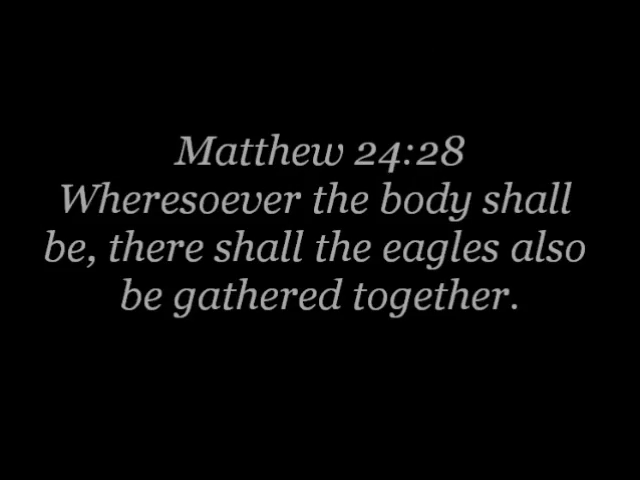 Matthew 24:28
Wheresoever the body shall
be, there shall the eagles also
be gathered together.